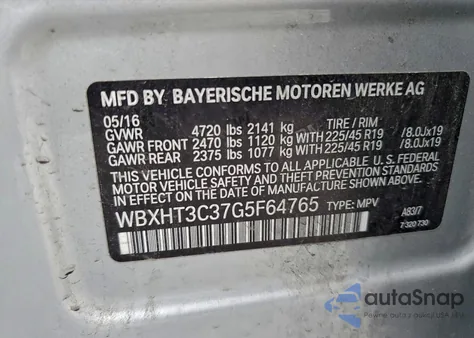 MFD BY BAYERISCHE MOTOREN WERKE AG
05/16 TIRE / RIM
GVWR 4720 lbs 2141 kg
GAWR FRONT 2470 lbs 1120 kg WITH 225/45 R19 /8.0Jx19
GAWR REAR 2375 lbs 1077 kg WITH 225/45 R19 /8.0Jx19
THIS VEHICLE CONFORMS TO ALL APPLICABLE U. S. FEDERAL
MOTOR VEHICLE SAFETY, BUMPER, AND THEFT PREVENTION STANDARDS
IN EFFECT ON THE DATE OF MANUFACTURE SHOWN ABOVE.
WBXHT3C37G5F64765 TYPE: MPV
A83/7
7 320 730
autoSnap